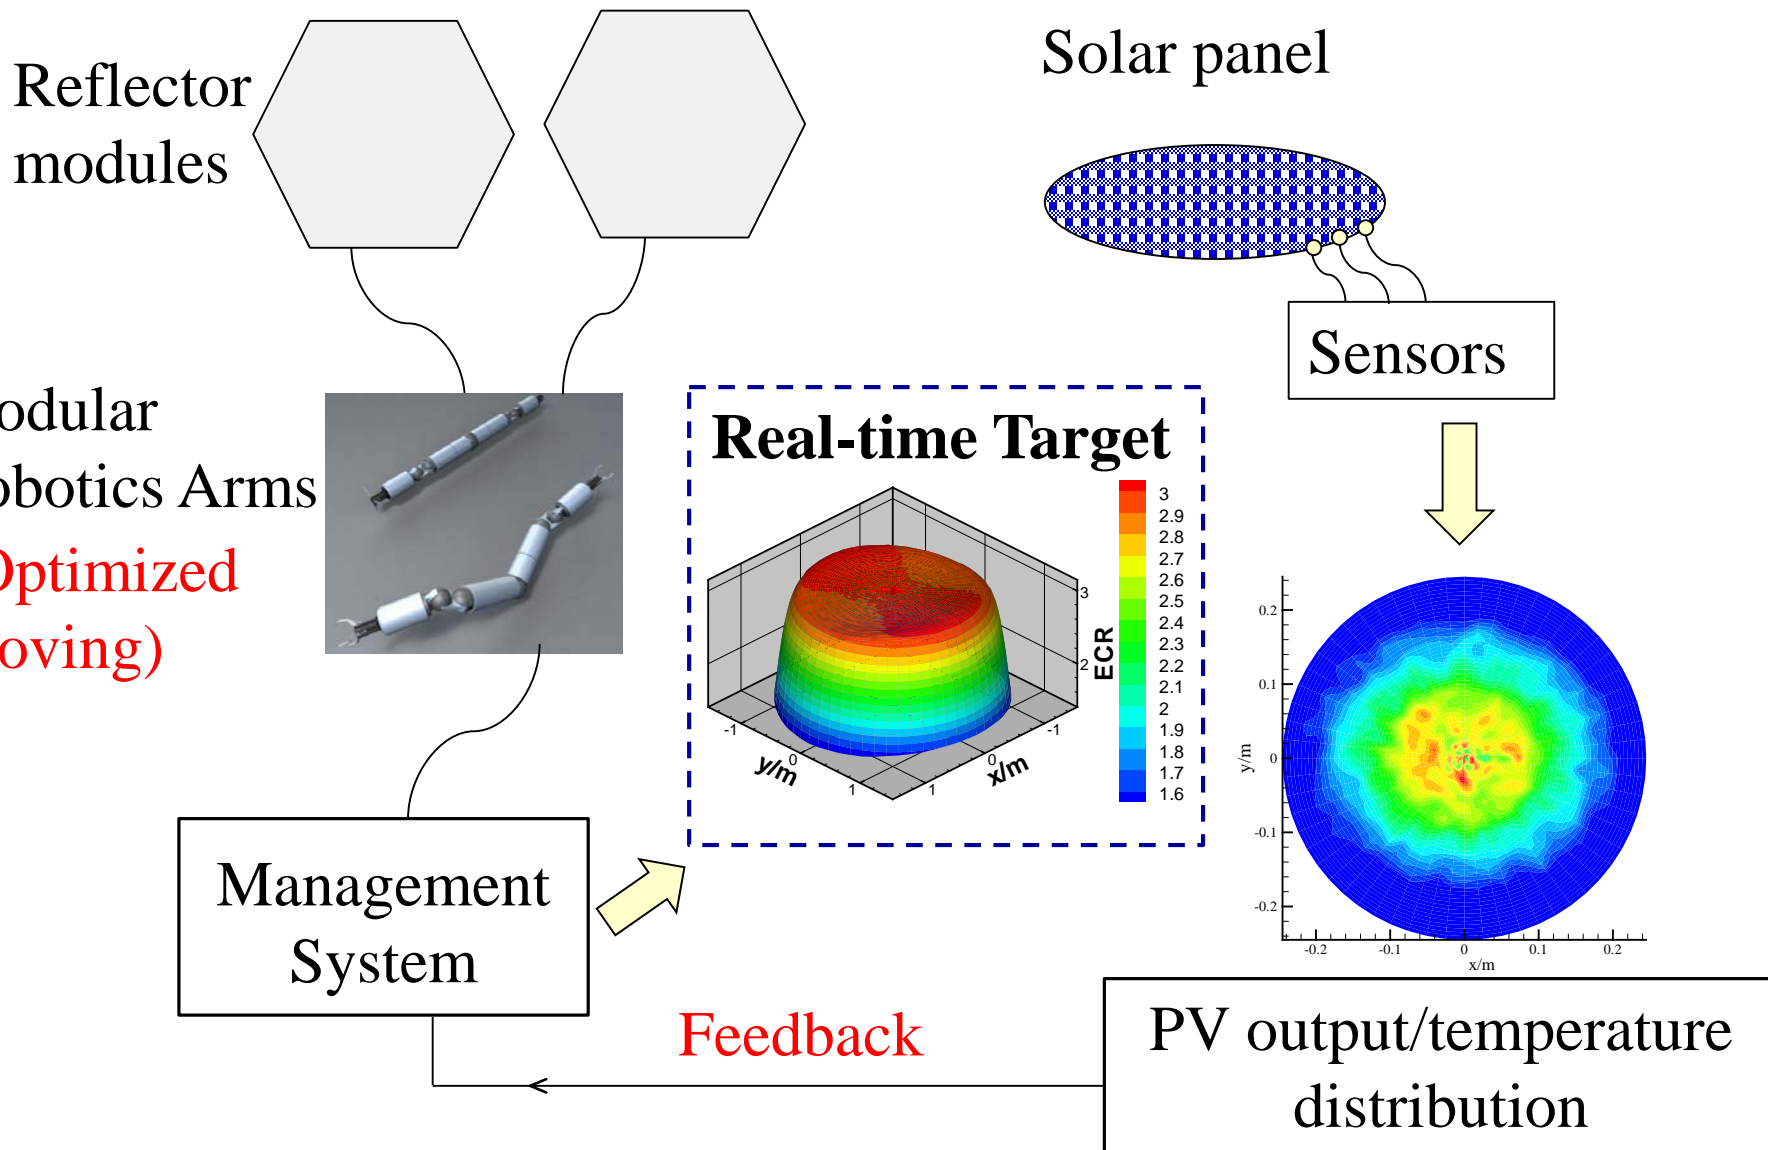 Reflector
modules
Solar panel
Sensors
odular
obotics Arms
Optimized
oving)
Real-time Target
3
2.9
2.8
2.7
2.6
2.5
2.4
2.3
2.2
2.1
2
1.9
1.8
1.7
1.6
3
2
ECR
-1
0
1
y/m
-1
0
1
x/m
0.2
0.1
0
-0.1
-0.2
y/m
-0.2
-0.1
0
0.1
0.2
x/m
Management
System
Feedback
PV output/temperature
distribution